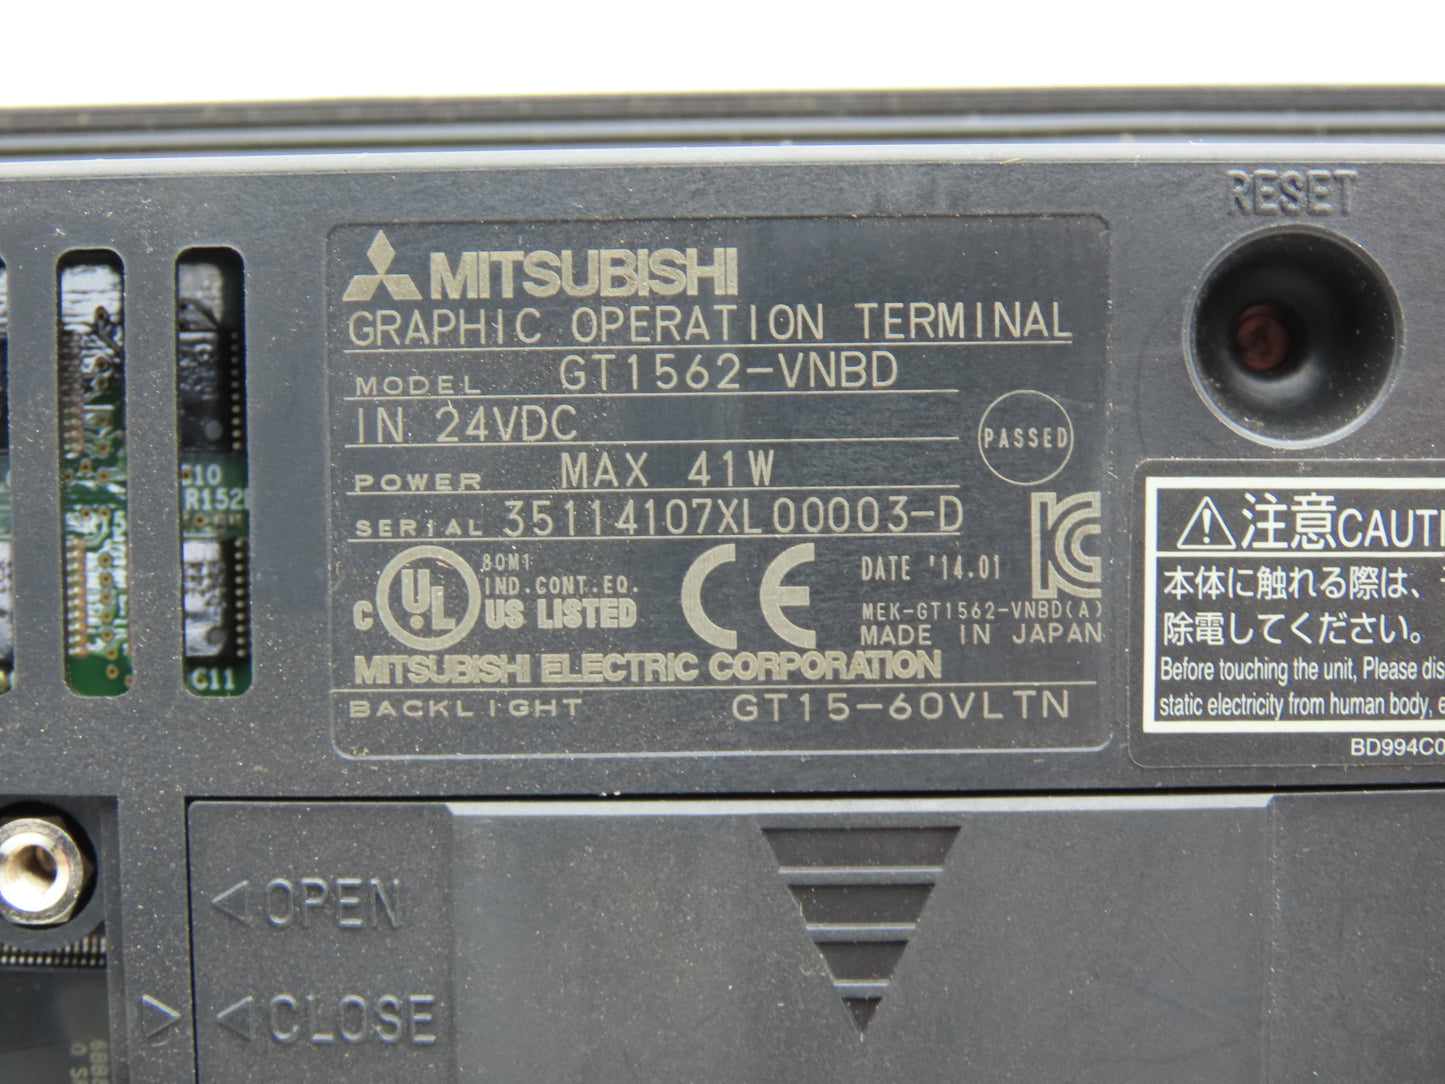 RESET
MITSUBISHI
GRAPHIC OPERATION TERMINAL
MODEL GT1562-VNBD
IN 24VDC
PASSED
POWER MAX 41W
SERIAL 35114107XL00003-D
C UL US LISTED
80M1
IND.CONT.EQ.
CE
DATE '14.01
MEK-GT1562-VNBD(A)
MADE IN JAPAN
MITSUBISHI ELECTRIC CORPORATION
BACKLIGHT GT15-60VLTN
注意CAUTI
本体に触れる際は、
除電してください。
Before touching the unit, Please dis
static electricity from human body, e
BD994C0
C10
R152
C11
OPEN
CLOSE